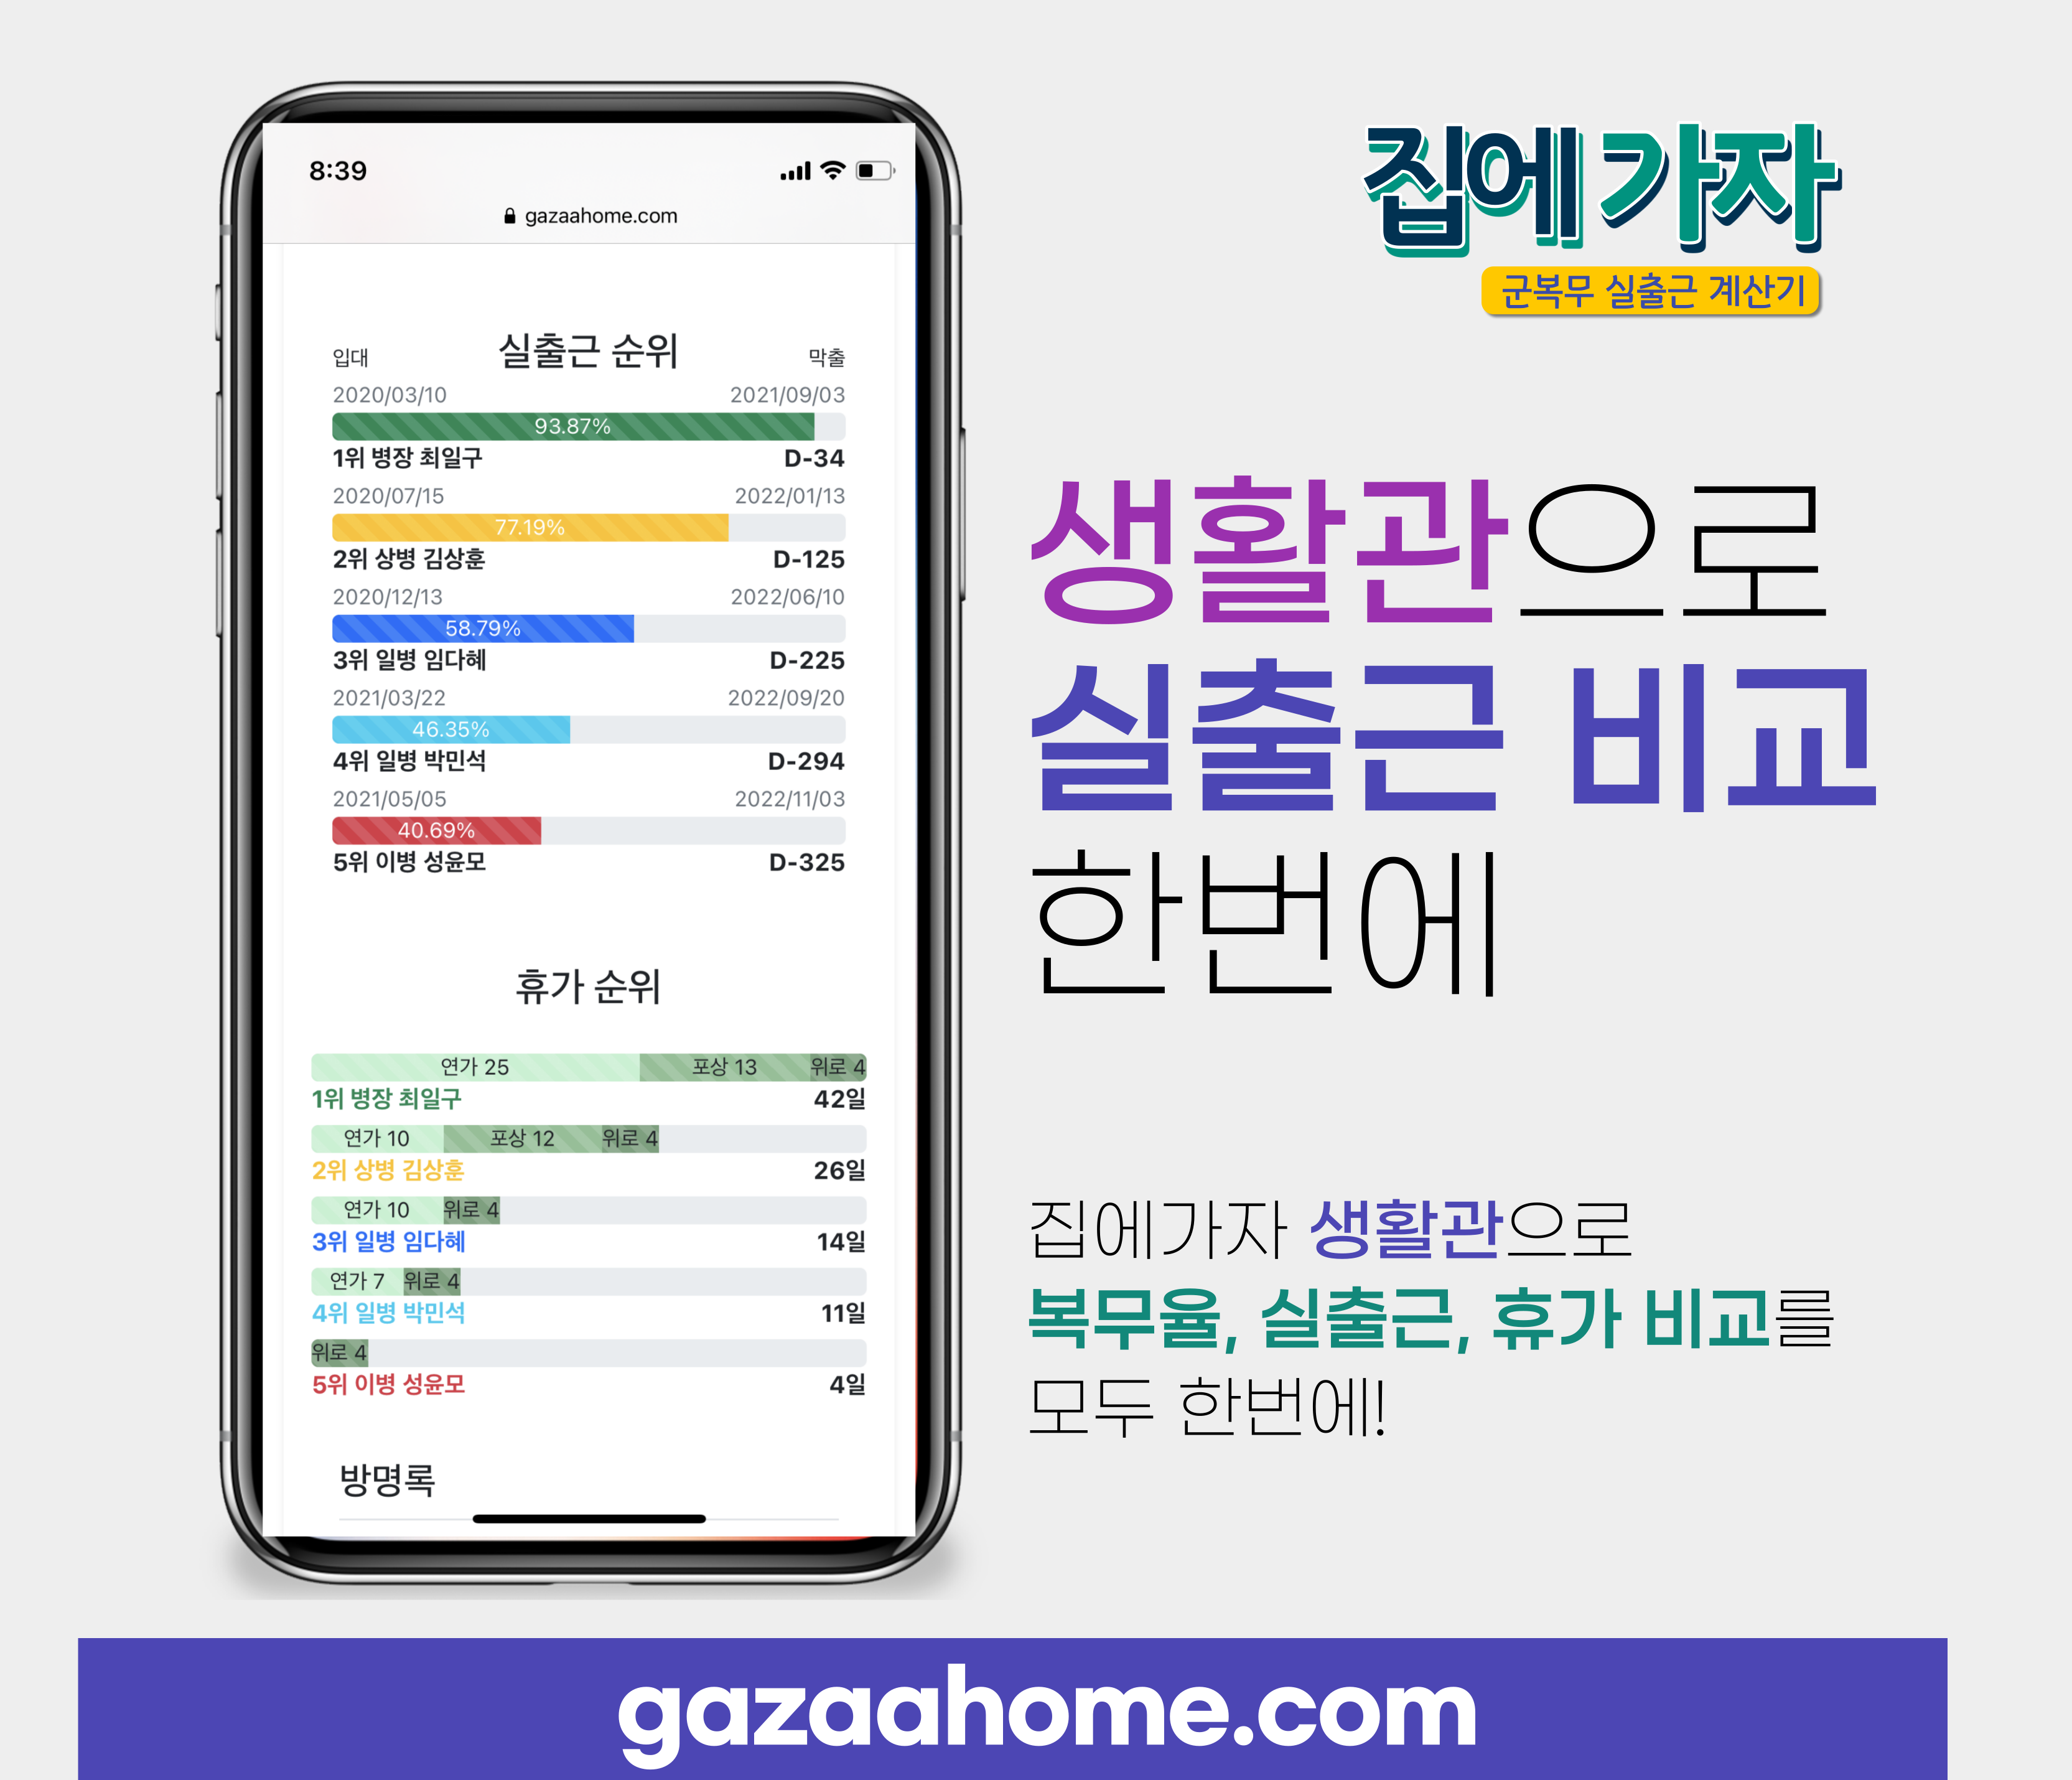 8:39
gazaahome.com
입대 실출근 순위 막출
2020/03/10 2021/09/03
93.87%
1위 병장 최일구 D-34
2020/07/15 2022/01/13
77.19%
2위 상병 김상훈 D-125
2020/12/13 2022/06/10
58.79%
3위 일병 임다혜 D-225
2021/03/22 2022/09/20
46.35%
4위 일병 박민석 D-294
2021/05/05 2022/11/03
40.69%
5위 이병 성윤모 D-325
휴가 순위
연가 25 포상 13 위로 4
1위 병장 최일구 42일
연가 10 포상 12 위로 4
2위 상병 김상훈 26일
연가 10 위로 4
3위 일병 임다혜 14일
연가 7 위로 4
4위 일병 박민석 11일
위로 4
5위 이병 성윤모 4일
방명록
집에 가자
군복무 실출근 계산기
생활관으로
실출근 비교
한번에
집에가자 생활관으로
복무율, 실출근, 휴가 비교를
모두 한번에!
gazaahome.com